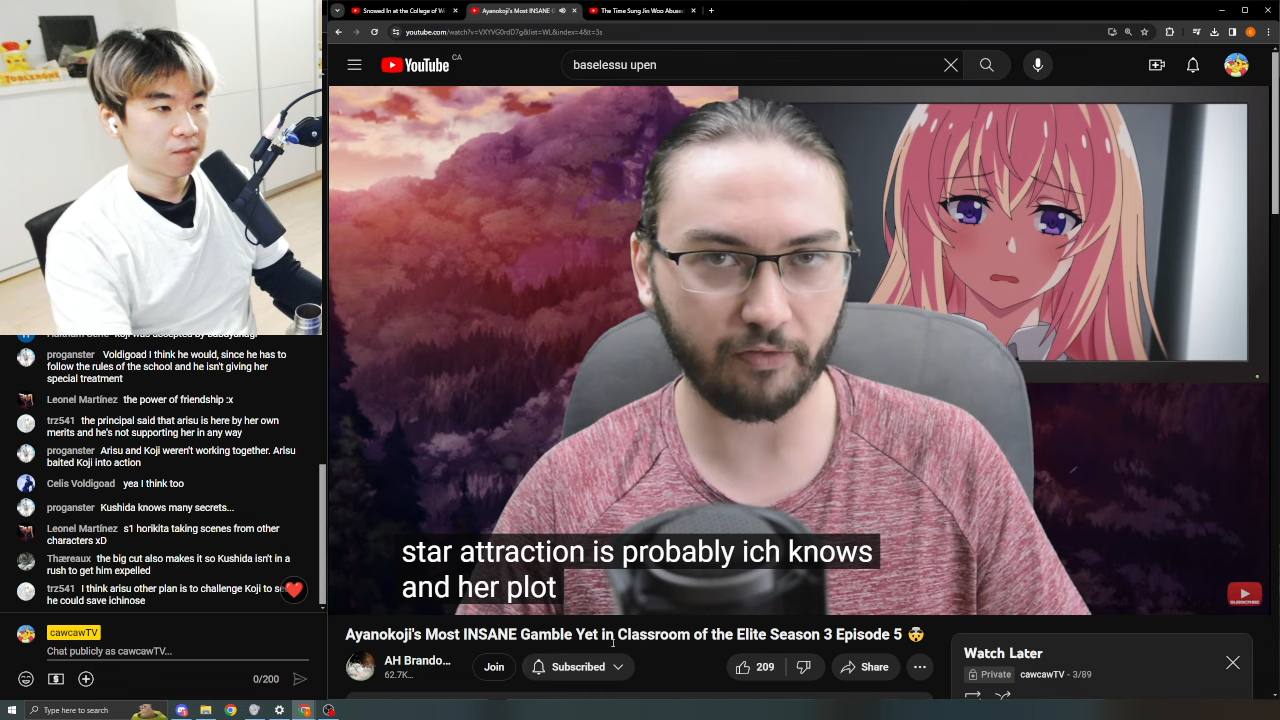 Snowed In at the College of W
Ayanokoji's Most INSANE G
The Time Sung Jin Woo Abuse
youtube.com/watch?v=VXYVG0rdD7g&list=WL&index=4&t=3s
YouTube CA
baselessu upen
TOBLERONE
proganster Voldigoad I think he would, since he has to
follow the rules of the school and he isn't giving her
special treatment
Leonel Martínez the power of friendship :x
trz541 the principal said that arisu is here by her own
merits and he's not supporting her in any way
proganster Arisu and Koji weren't working together. Arisu
baited Koji into action
Celis Voldigoad yea I think too
proganster Kushida knows many secrets...
Leonel Martínez s1 horikita taking scenes from other
characters xD
Thæreaux the big cut also makes it so Kushida isn't in a
rush to get him expelled
trz541 I think arisu other plan is to challenge Koji to se
he could save ichinose
cawcawTV
Chat publicly as cawcawTV...
0/200
star attraction is probably ich knows
and her plot
SUBSCRIBE
Ayanokoji's Most INSANE Gamble Yet in Classroom of the Elite Season 3 Episode 5 🤯
AH Brando...
62.7K...
Join
Subscribed
209
Share
Watch Later
Private cawcawTV - 3/89
Type here to search